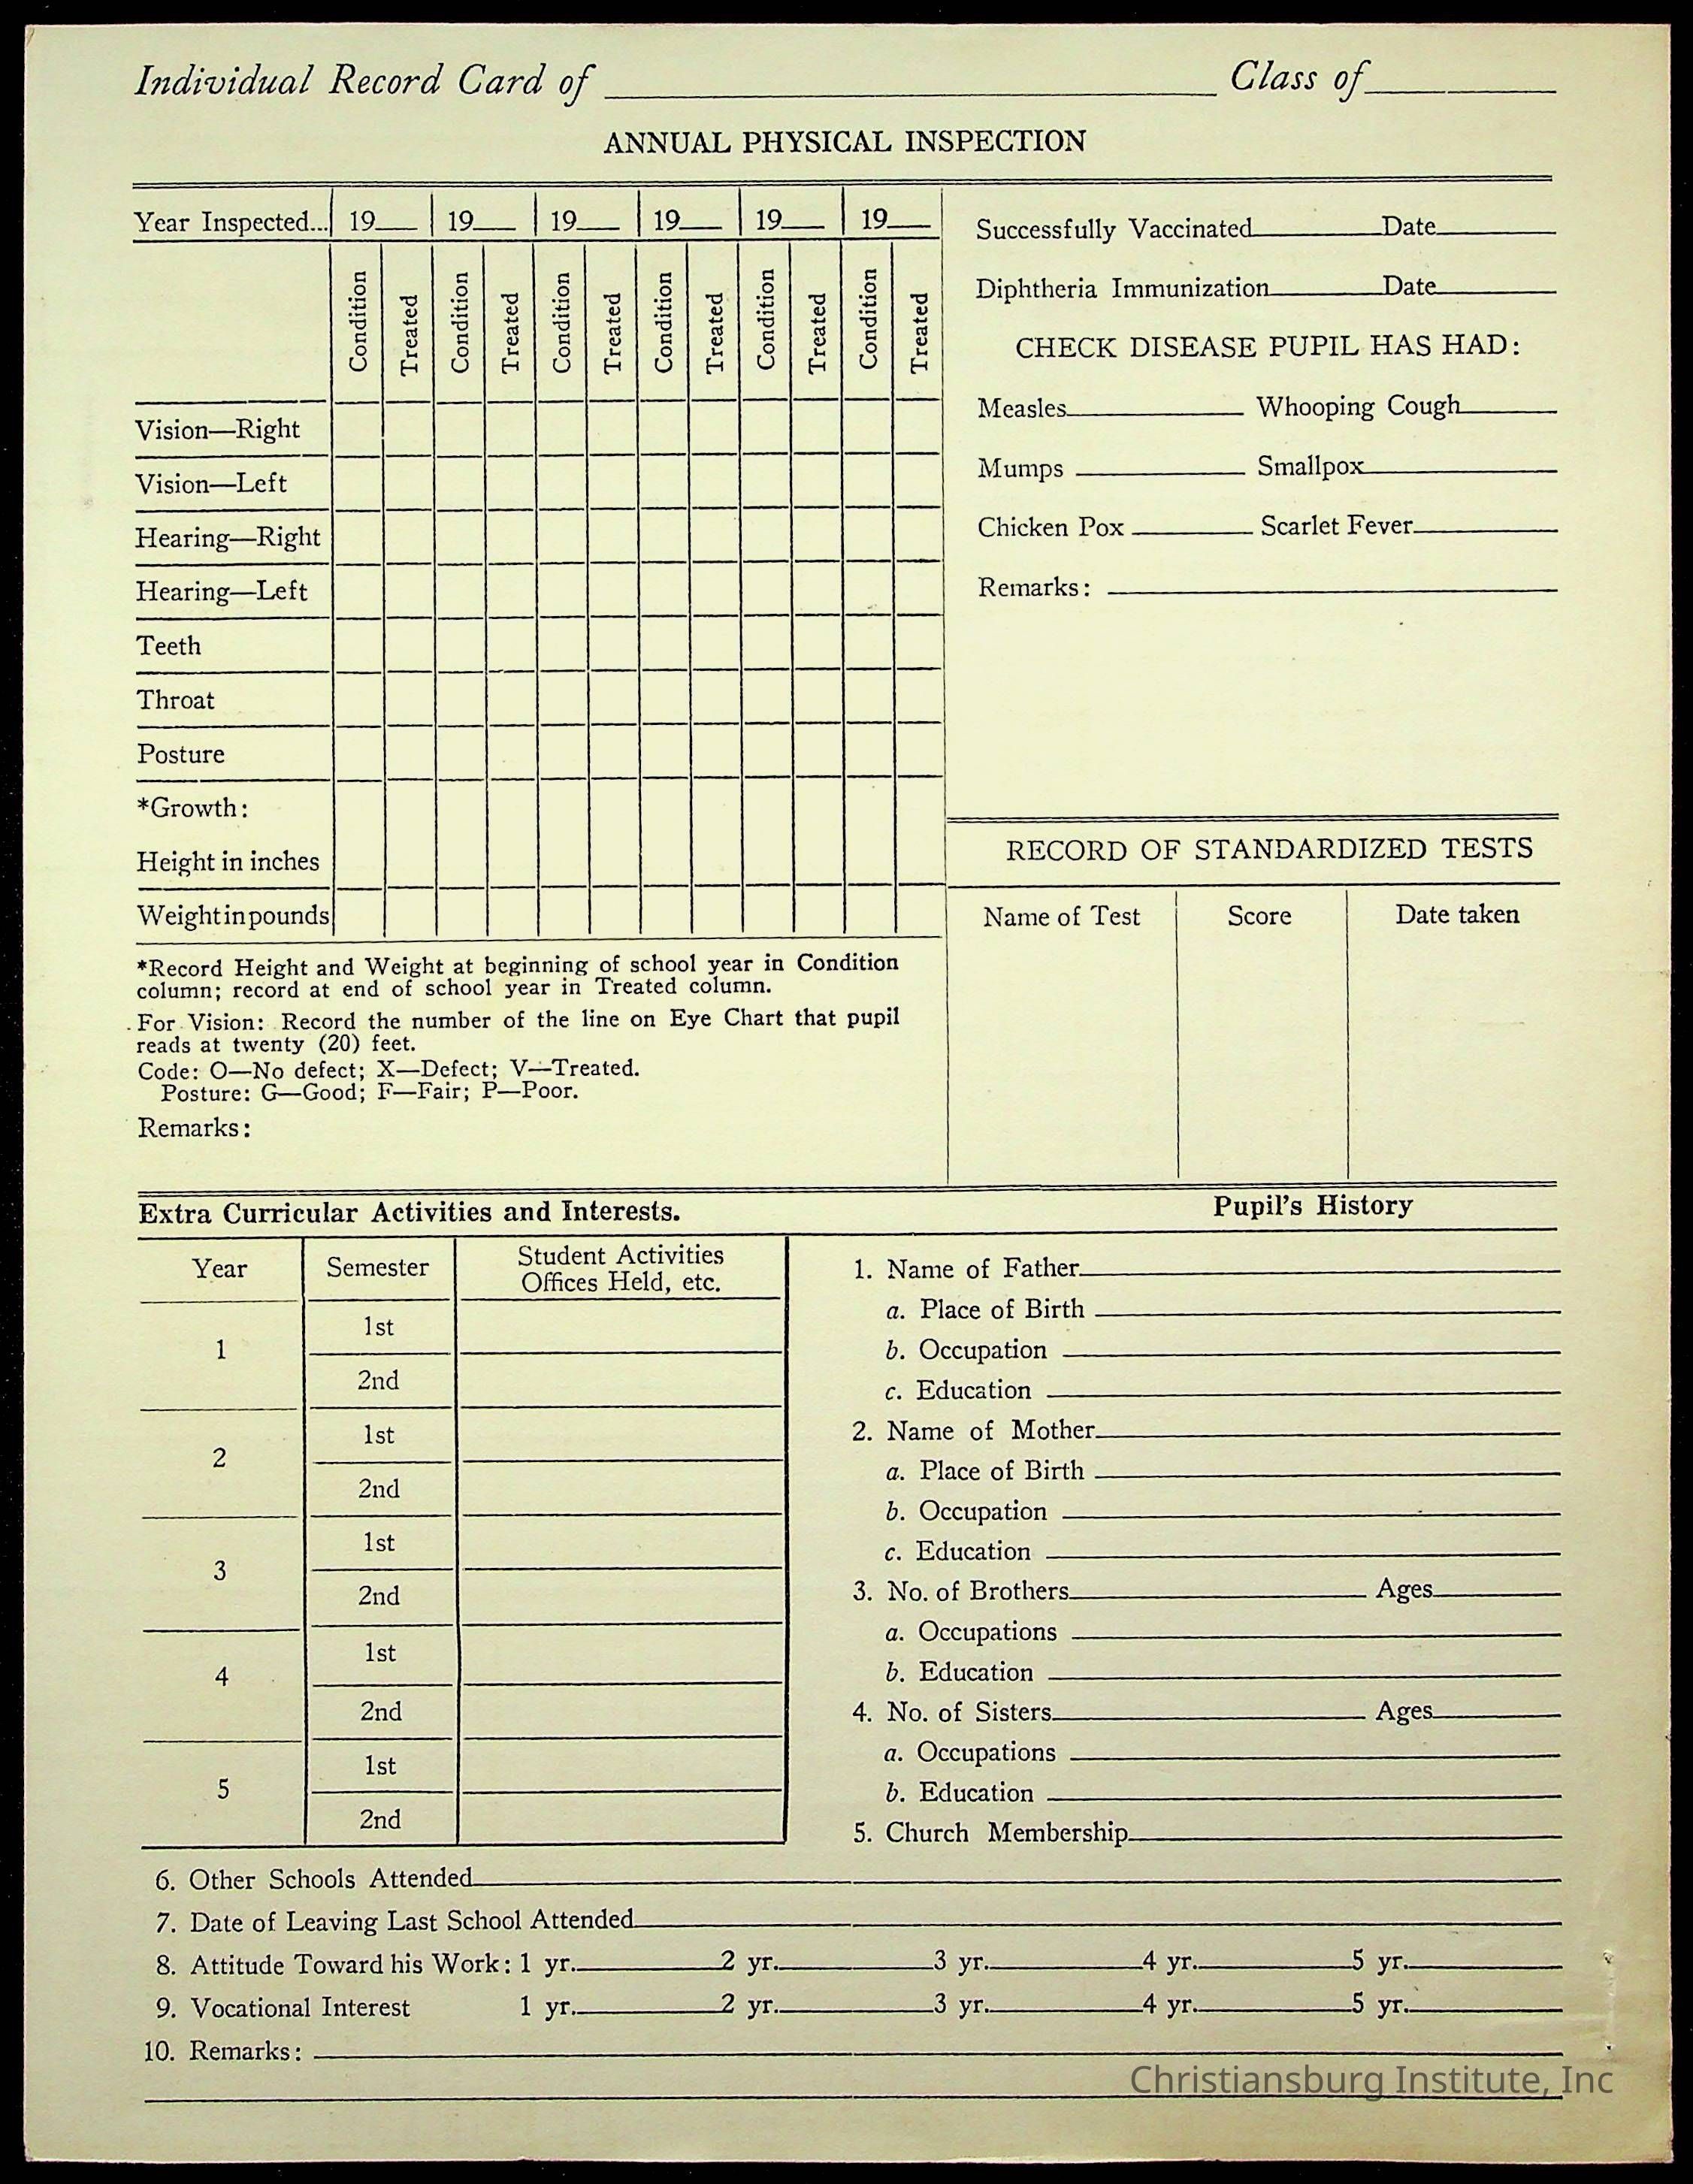 Individual Record Card of Class of
ANNUAL PHYSICAL INSPECTION
Year Inspected... 19 19 19 19 19 19
Condition Treated Condition Treated Condition Treated Condition Treated Condition Treated Condition Treated
Vision—Right
Vision—Left
Hearing—Right
Hearing—Left
Teeth
Throat
Posture
*Growth:
Height in inches
Weight in pounds
*Record Height and Weight at beginning of school year in Condition
column; record at end of school year in Treated column.
For Vision: Record the number of the line on Eye Chart that pupil
reads at twenty (20) feet.
Code: O—No defect; X—Defect; V—Treated.
Posture: G—Good; F—Fair; P—Poor.
Remarks:
Successfully Vaccinated Date
Diphtheria Immunization Date
CHECK DISEASE PUPIL HAS HAD:
Measles Whooping Cough
Mumps Smallpox
Chicken Pox Scarlet Fever
Remarks:
RECORD OF STANDARDIZED TESTS
Name of Test Score Date taken
Extra Curricular Activities and Interests.
Year Semester Student Activities
Offices Held, etc.
1 1st
2nd
2 1st
2nd
3 1st
2nd
4 1st
2nd
5 1st
2nd
Pupil's History
1. Name of Father
a. Place of Birth
b. Occupation
c. Education
2. Name of Mother
a. Place of Birth
b. Occupation
c. Education
3. No. of Brothers Ages
a. Occupations
b. Education
4. No. of Sisters Ages
a. Occupations
b. Education
5. Church Membership
6. Other Schools Attended
7. Date of Leaving Last School Attended
8. Attitude Toward his Work: 1 yr. 2 yr. 3 yr. 4 yr. 5 yr.
9. Vocational Interest 1 yr. 2 yr. 3 yr. 4 yr. 5 yr.
10. Remarks:
Christiansburg Institute, Inc